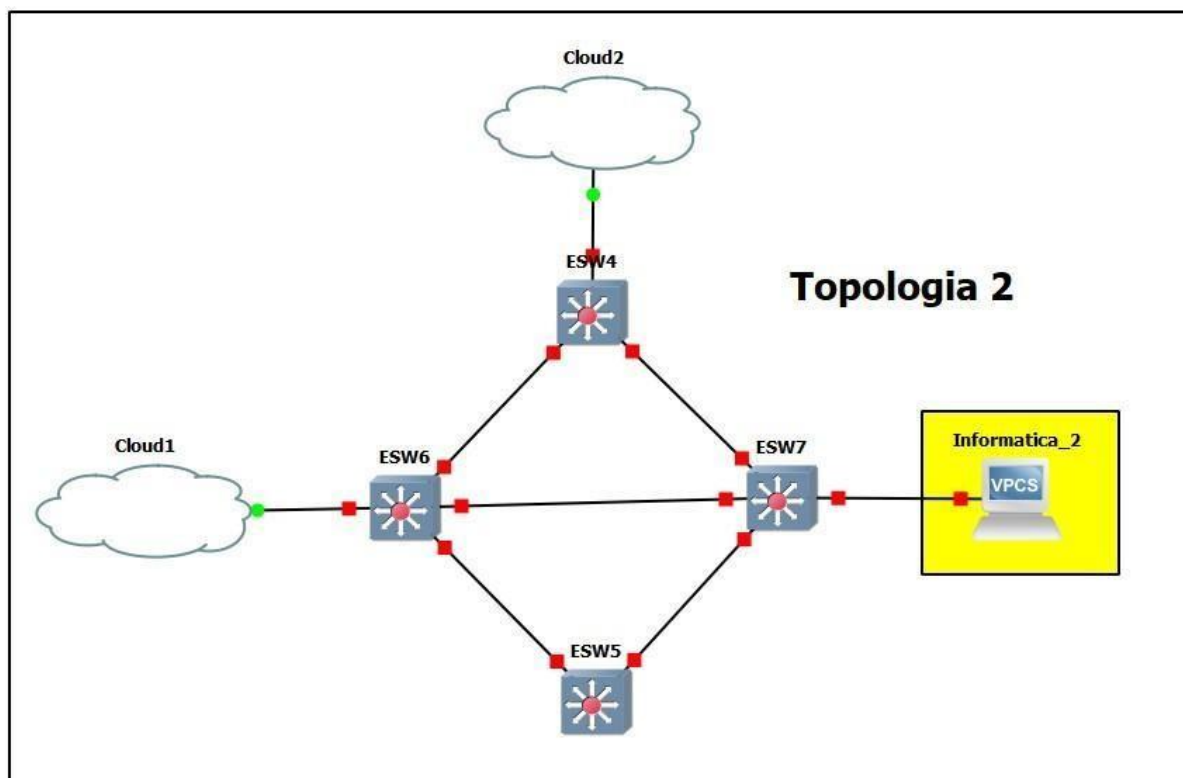 Cloud2
ESW4
Topologia 2
Cloud1
ESW6
ESW7
Informatica_2
VPCS
ESW5